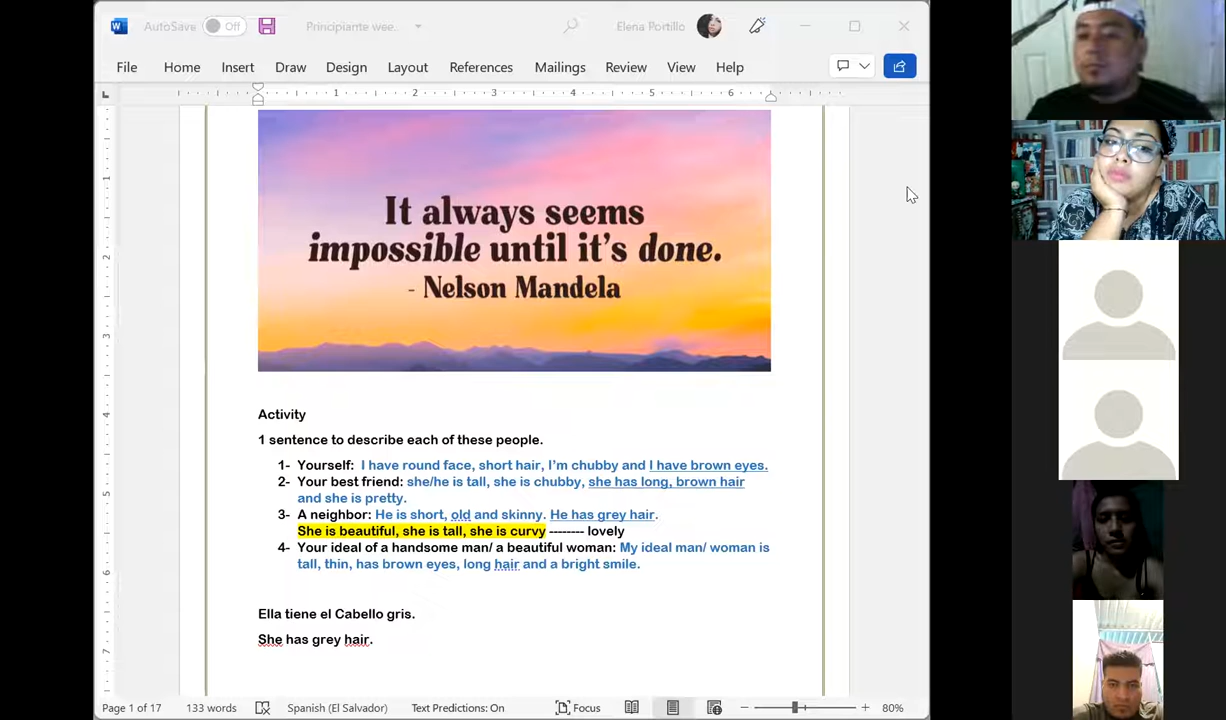 AutoSave Off Principiante wee... Elena Portillo
File Home Insert Draw Design Layout References Mailings Review View Help
1 2 3 4 5 6
It always seems
impossible until it's done.
- Nelson Mandela
Activity
1 sentence to describe each of these people.
1- Yourself: I have round face, short hair, I'm chubby and I have brown eyes.
2- Your best friend: she/he is tall, she is chubby, she has long, brown hair
and she is pretty.
3- A neighbor: He is short, old and skinny. He has grey hair.
She is beautiful, she is tall, she is curvy -------- lovely
4- Your ideal of a handsome man/ a beautiful woman: My ideal man/ woman is
tall, thin, has brown eyes, long hair and a bright smile.
Ella tiene el Cabello gris.
She has grey hair.
Page 1 of 17 133 words Spanish (El Salvador) Text Predictions: On Focus 80%